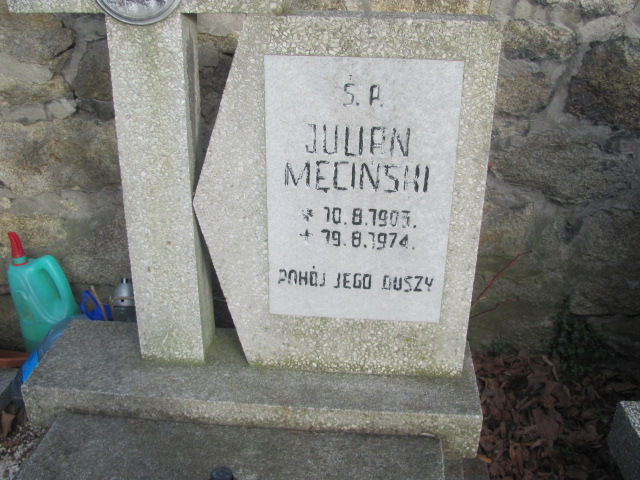 Ś. P.
JULIAN
MĘCIŃSKI
* 10.8.1903.
+ 19.8.1974.
POKÓJ JEGO DUSZY